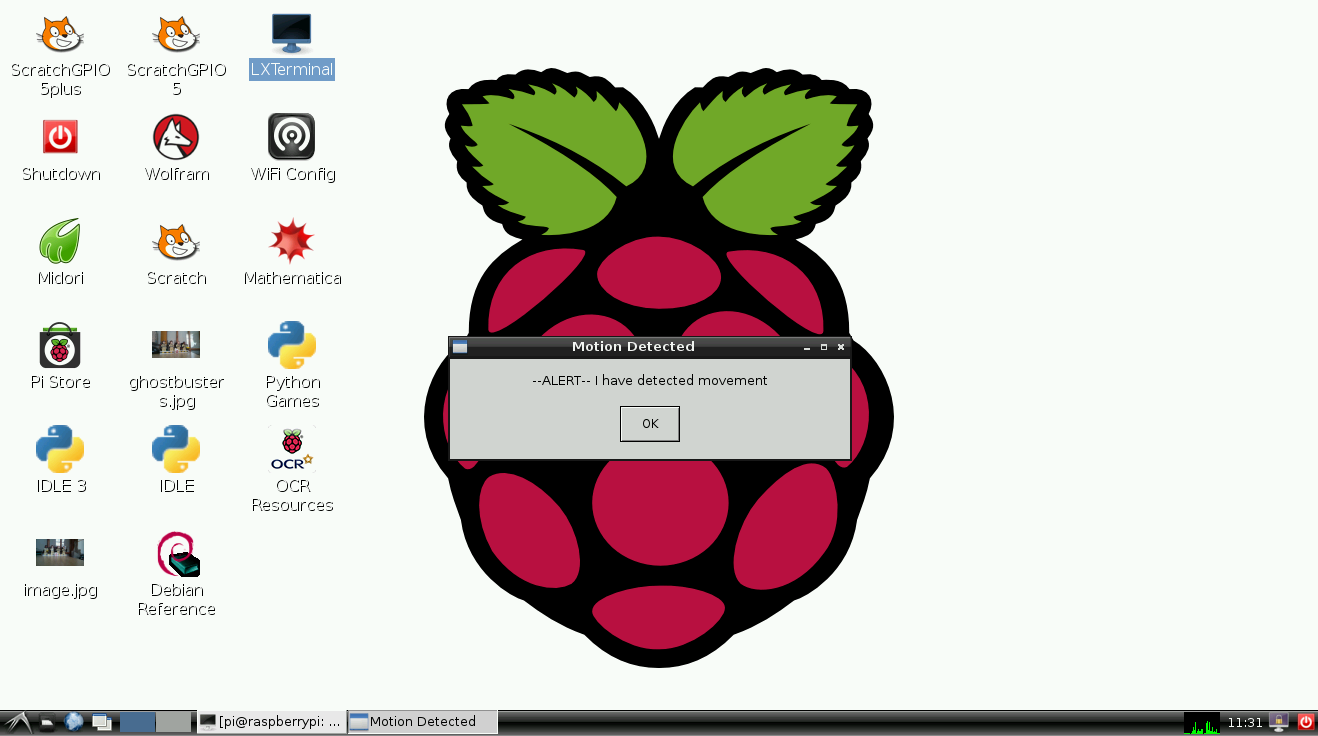 ScratchGPIO
5plus
ScratchGPIO
5
LXTerminal
Shutdown
Wolfram
WiFi Config
Midori
Scratch
Mathematica
Pi Store
ghostbuster
s.jpg
Python
Games
IDLE 3
IDLE
OCR
OCR
Resources
image.jpg
Debian
Reference
Motion Detected
--ALERT-- I have detected movement
OK
[pi@raspberrypi: ...
Motion Detected
11:31